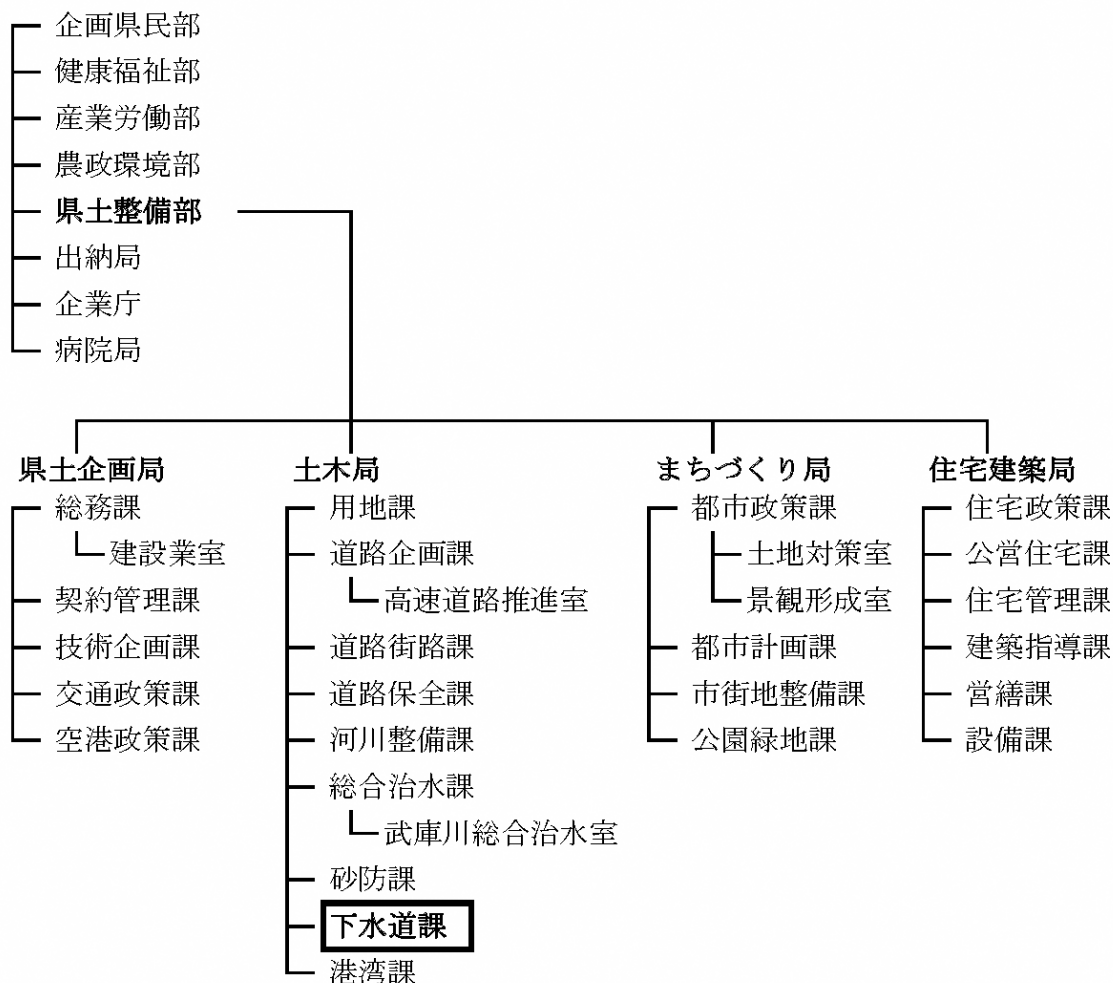 企画県民部
健康福祉部
産業労働部
農政環境部
県土整備部
出納局
企業庁
病院局
県土企画局
総務課
建設業室
契約管理課
技術企画課
交通政策課
空港政策課
土木局
用地課
道路企画課
高速道路推進室
道路街路課
道路保全課
河川整備課
総合治水課
武庫川総合治水室
砂防課
下水道課
港湾課
まちづくり局
都市政策課
土地対策室
景観形成室
都市計画課
市街地整備課
公園緑地課
住宅建築局
住宅政策課
公営住宅課
住宅管理課
建築指導課
営繕課
設備課